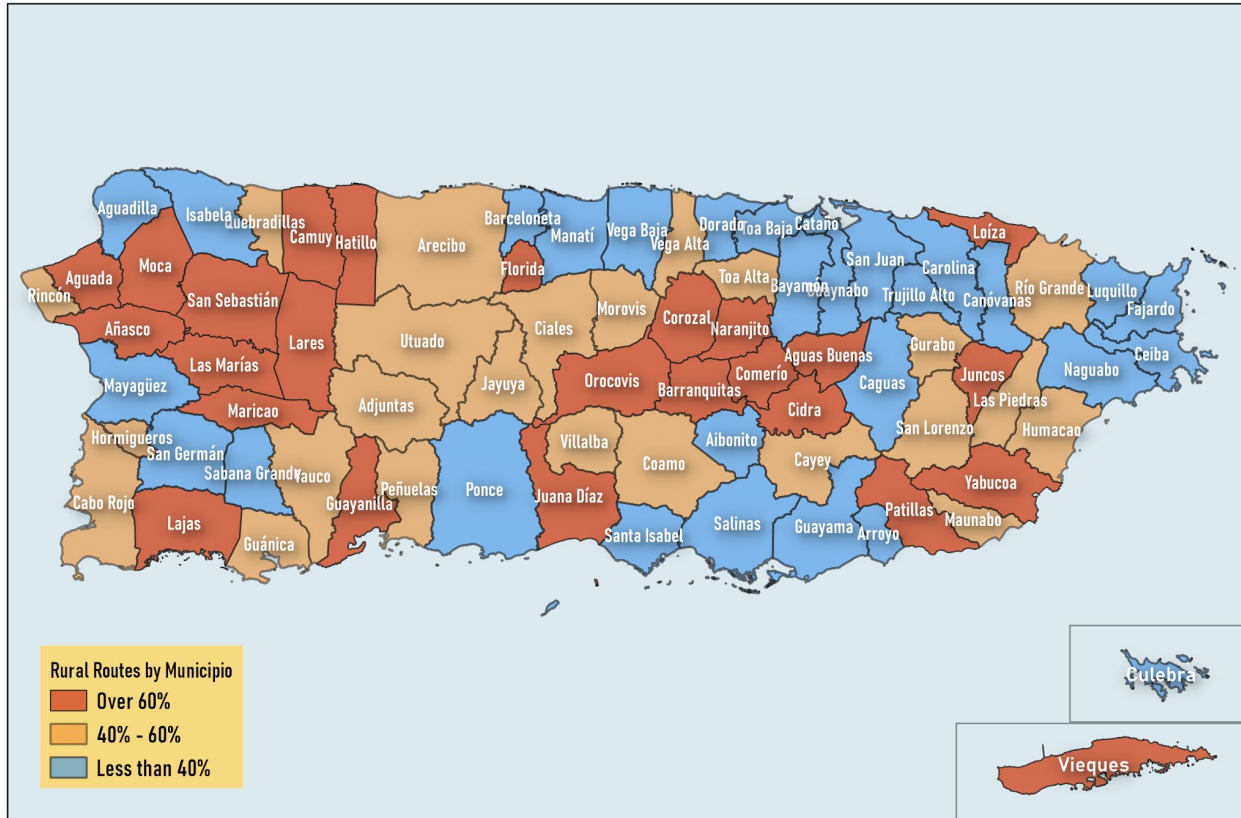 Aguadilla
Isabela
Quebradillas
Camuy
Hatillo
Arecibo
Barceloneta
Manatí
Vega Baja
Vega Alta
Dorado
Toa Baja
Cataño
San Juan
Carolina
Loíza
Río Grande
Luquillo
Fajardo
Rincón
Aguada
Moca
San Sebastián
Lares
Florida
Ciales
Morovis
Toa Alta
Bayamón
Guaynabo
Trujillo Alto
Canóvanas
Añasco
Las Marías
Utuado
Corozal
Naranjito
Aguas Buenas
Gurabo
Juncos
Ceiba
Naguabo
Mayagüez
Maricao
Adjuntas
Jayuya
Orocovis
Barranquitas
Comerío
Cidra
Caguas
Las Piedras
Humacao
San Lorenzo
Hormigueros
San Germán
Sabana Grande
Yauco
Villalba
Coamo
Aibonito
Cayey
Cabo Rojo
Lajas
Guánica
Guayanilla
Peñuelas
Ponce
Juana Díaz
Santa Isabel
Salinas
Guayama
Arroyo
Patillas
Yabucoa
Maunabo
Culebra
Vieques
Rural Routes by Municipio
Over 60%
40% - 60%
Less than 40%